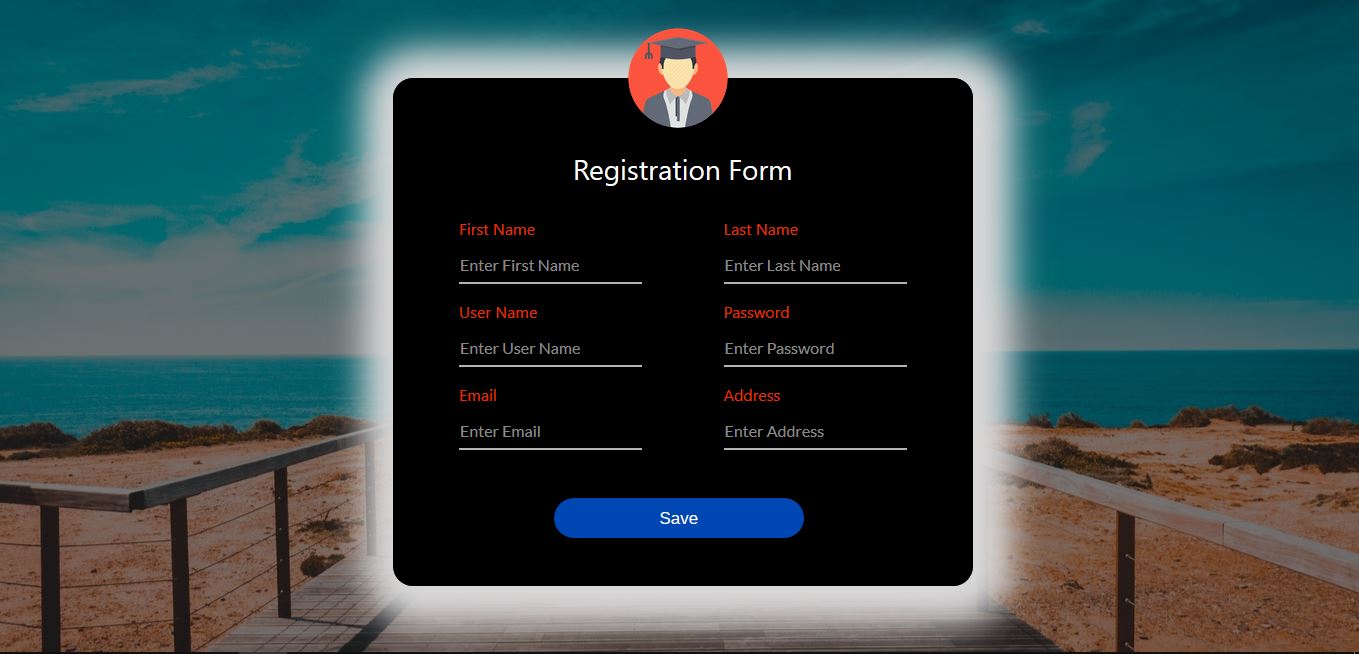 Registration Form
First Name
Last Name
Enter First Name
Enter Last Name
User Name
Password
Enter User Name
Enter Password
Email
Address
Enter Email
Enter Address
Save